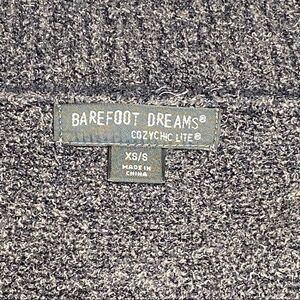 BAREFOOT DREAMS®
COZYCHIC LITE®
XS/S
MADE IN
CHINA